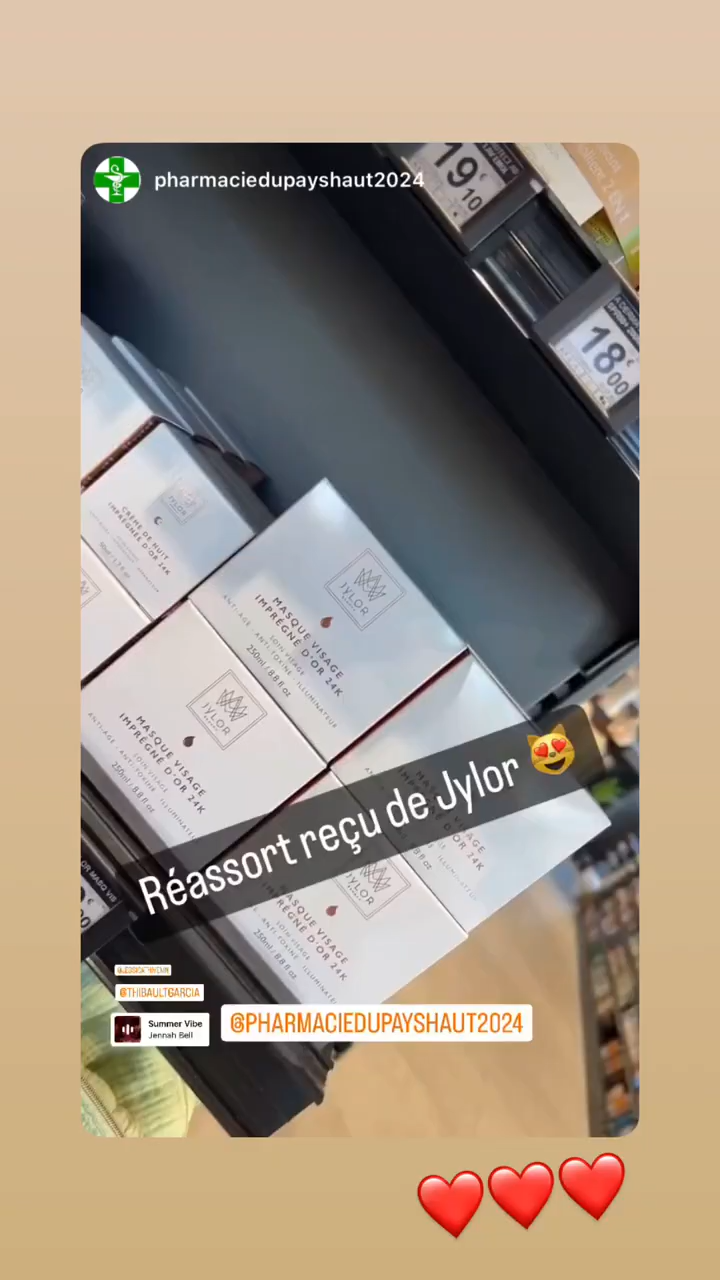 pharmaciedupayshaut2024
19€10
18€00
JYLOR
CRÈME DE NUIT
IMPRÉGNÉE D'OR 24K
JYLOR
MASQUE VISAGE
IMPRÉGNÉ D'OR 24K
SOIN VISAGE
ANTI-ÂGE · ANTI-TOXINE · ILLUMINATEUR
250ml / 8.8 fl oz
JYLOR
MASQUE VISAGE
IMPRÉGNÉ D'OR 24K
SOIN VISAGE
ANTI-ÂGE · ANTI-TOXINE · ILLUMINATEUR
250ml / 8.8 fl oz
Réassort reçu de Jylor 😻
JYLOR
MASQUE VISAGE
IMPRÉGNÉ D'OR 24K
SOIN VISAGE
250ml / 8.8 fl oz
@THIBAULTGARCIA
Summer Vibe
Jennah Bell
@PHARMACIEDUPAYSHAUT2024